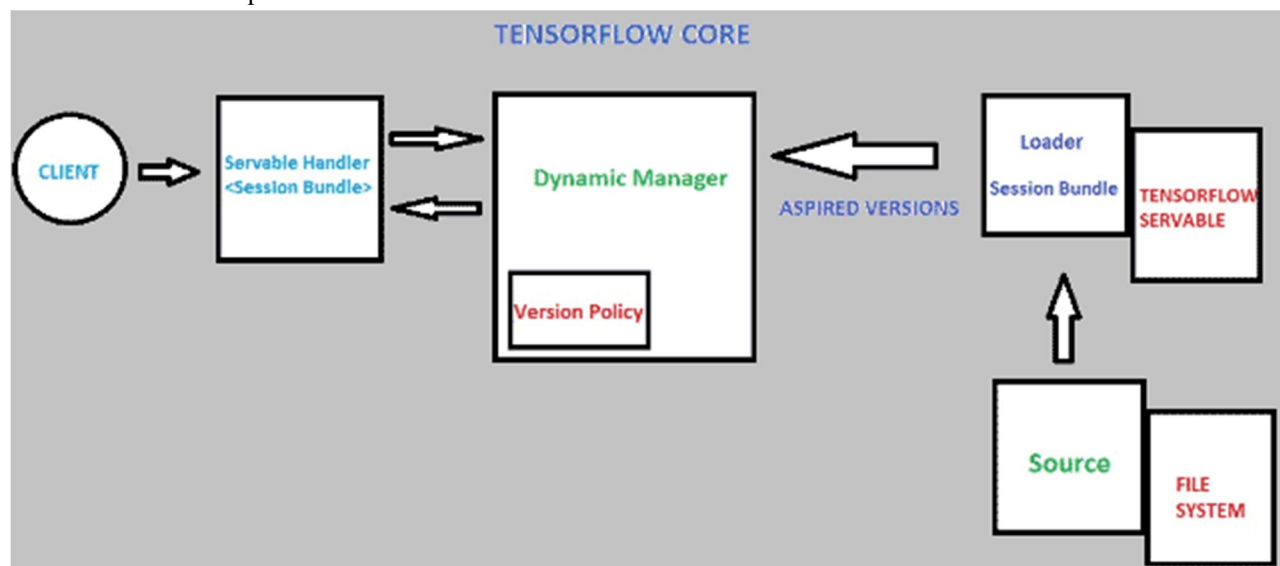 TENSORFLOW CORE
CLIENT
Servable Handler
<Session Bundle>
Dynamic Manager
Version Policy
ASPIRED VERSIONS
Loader
Session Bundle
TENSORFLOW
SERVABLE
Source
FILE
SYSTEM